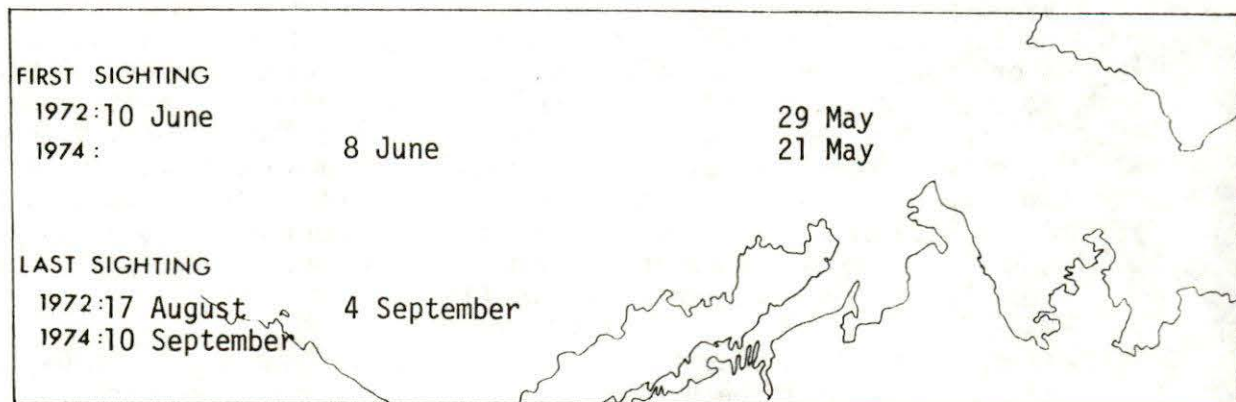 FIRST SIGHTING
1972: 10 June 29 May
1974: 8 June 21 May
LAST SIGHTING
1972: 17 August 4 September
1974: 10 September